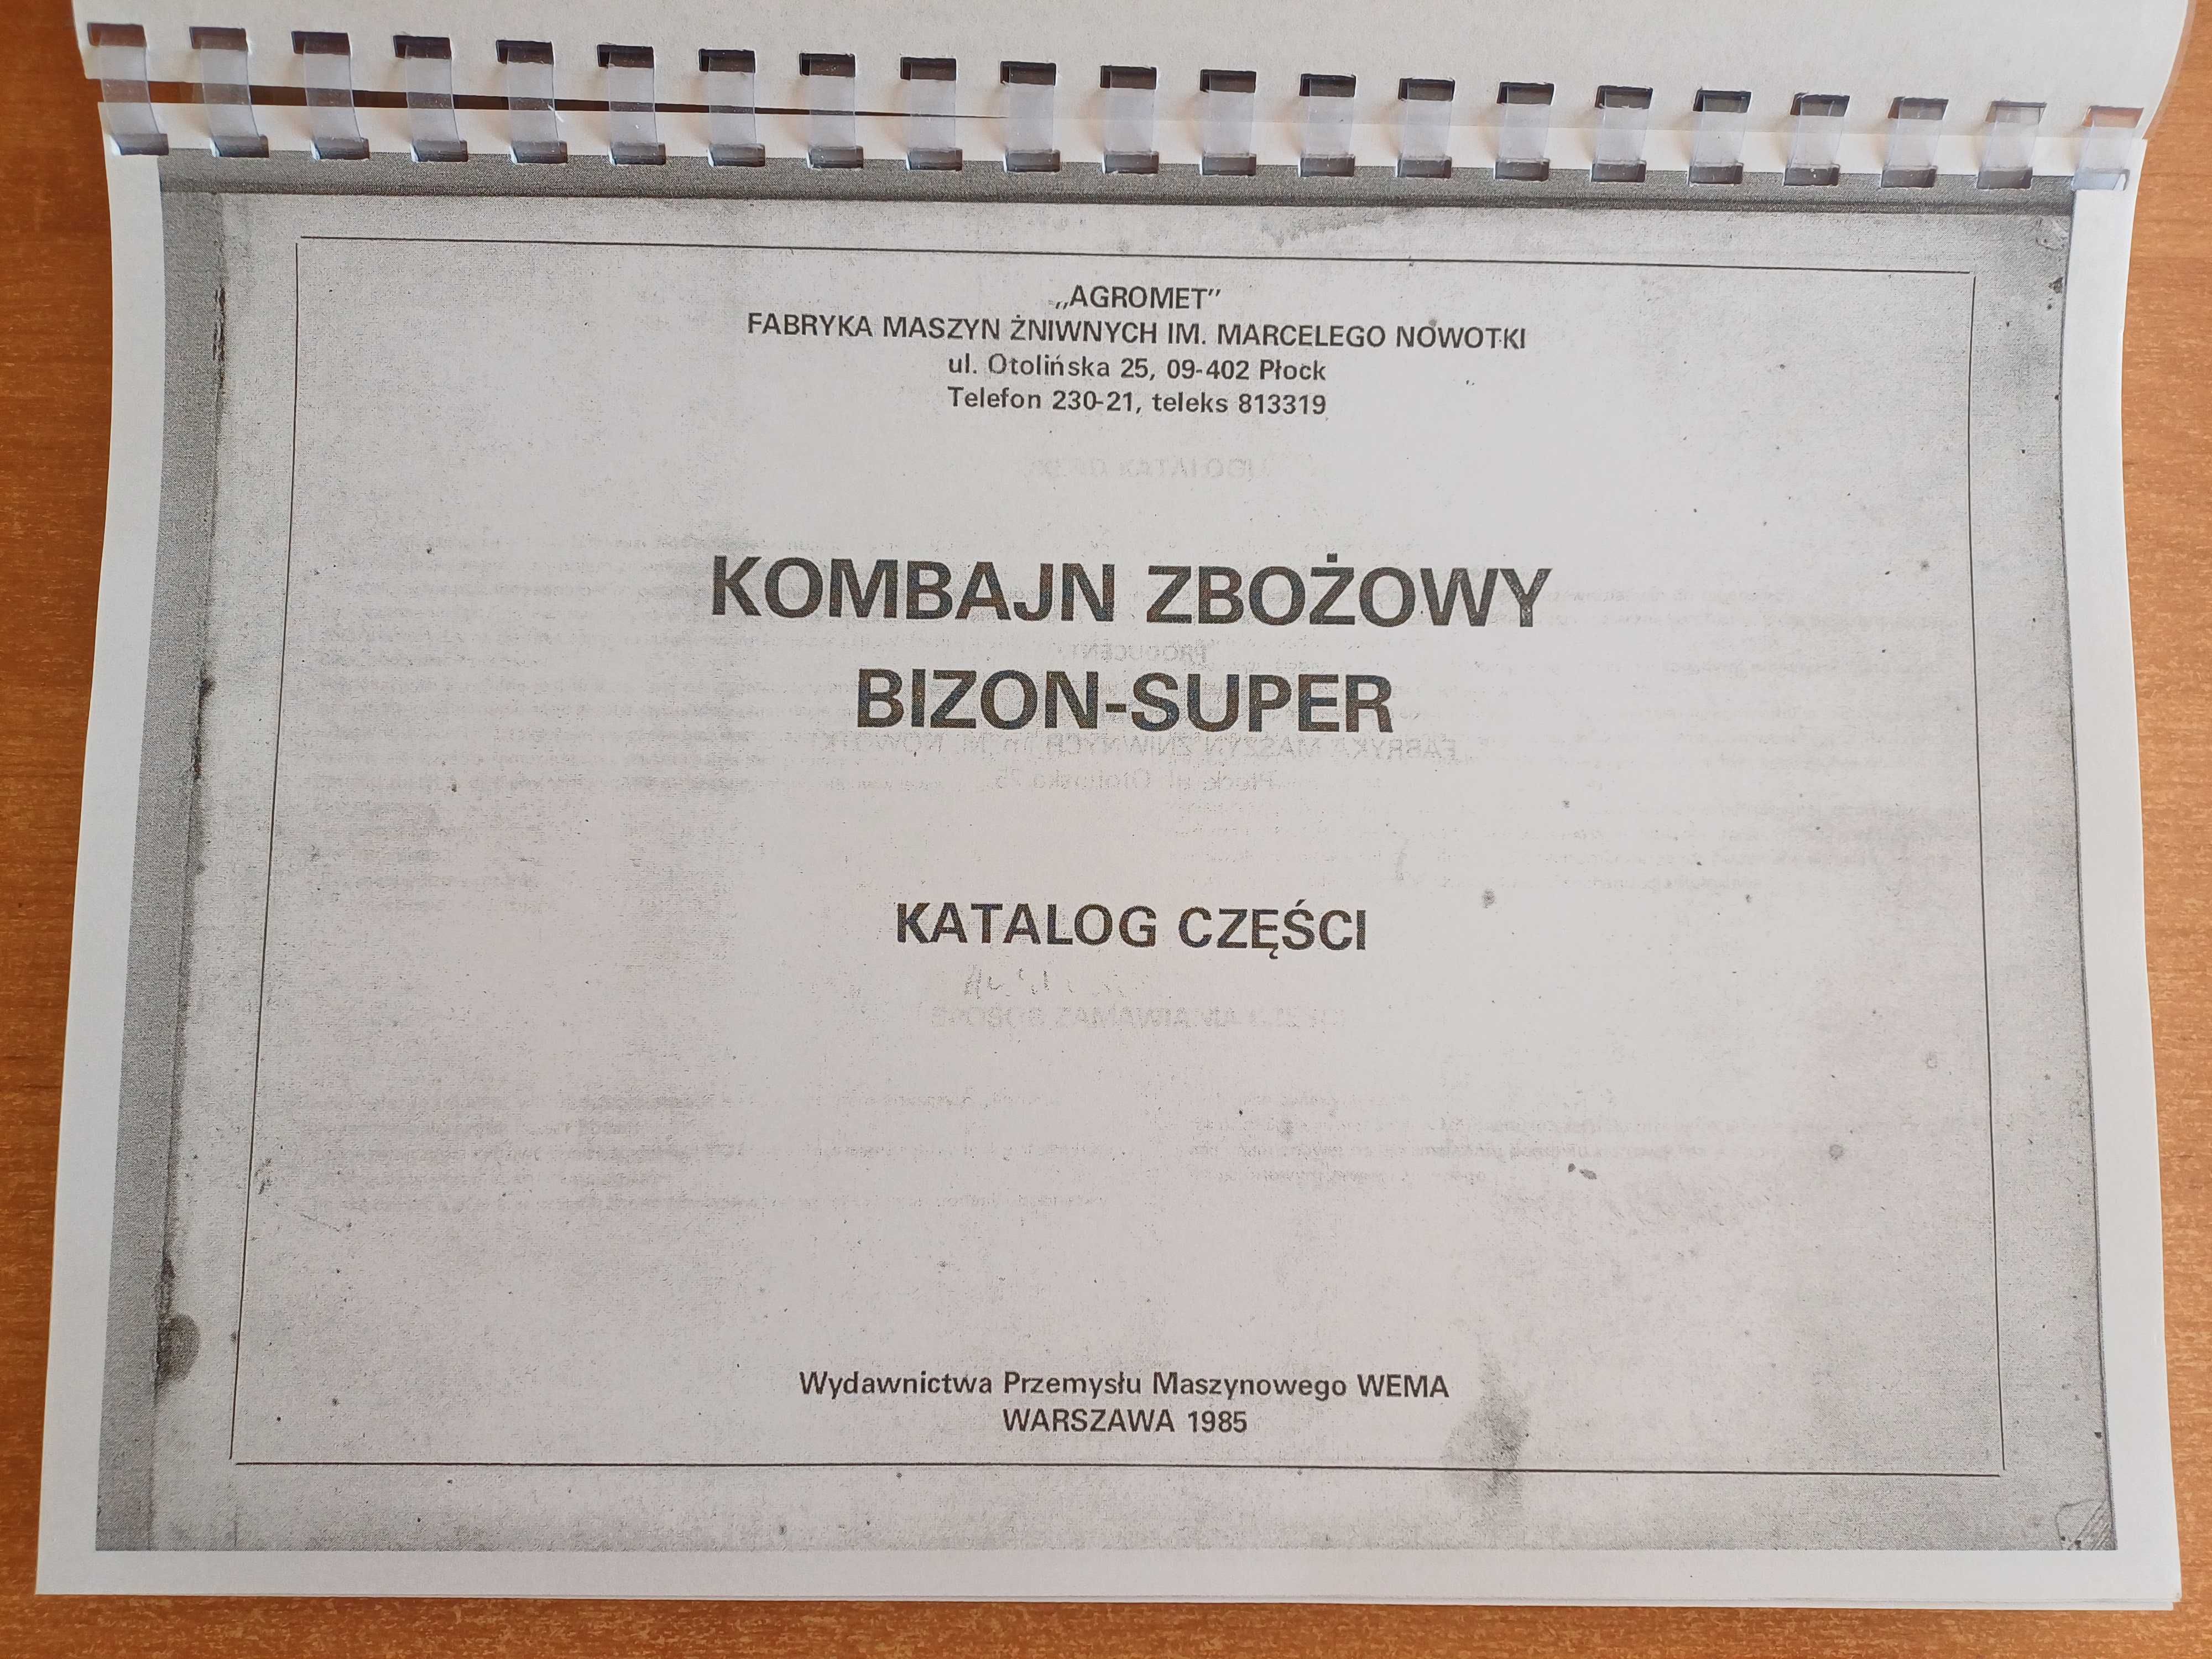 „AGROMET”
FABRYKA MASZYN ŻNIWNYCH IM. MARCELEGO NOWOTKI
ul. Otolińska 25, 09-402 Płock
Telefon 230-21, teleks 813319
KOMBAJN ZBOŻOWY
BIZON-SUPER
KATALOG CZĘŚCI
Wydawnictwa Przemysłu Maszynowego WEMA
WARSZAWA 1985